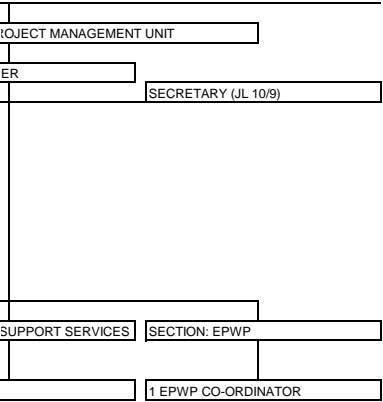 ROJECT MANAGEMENT UNIT
ER
SECRETARY (JL 10/9)
SUPPORT SERVICES
SECTION: EPWP
1 EPWP CO-ORDINATOR